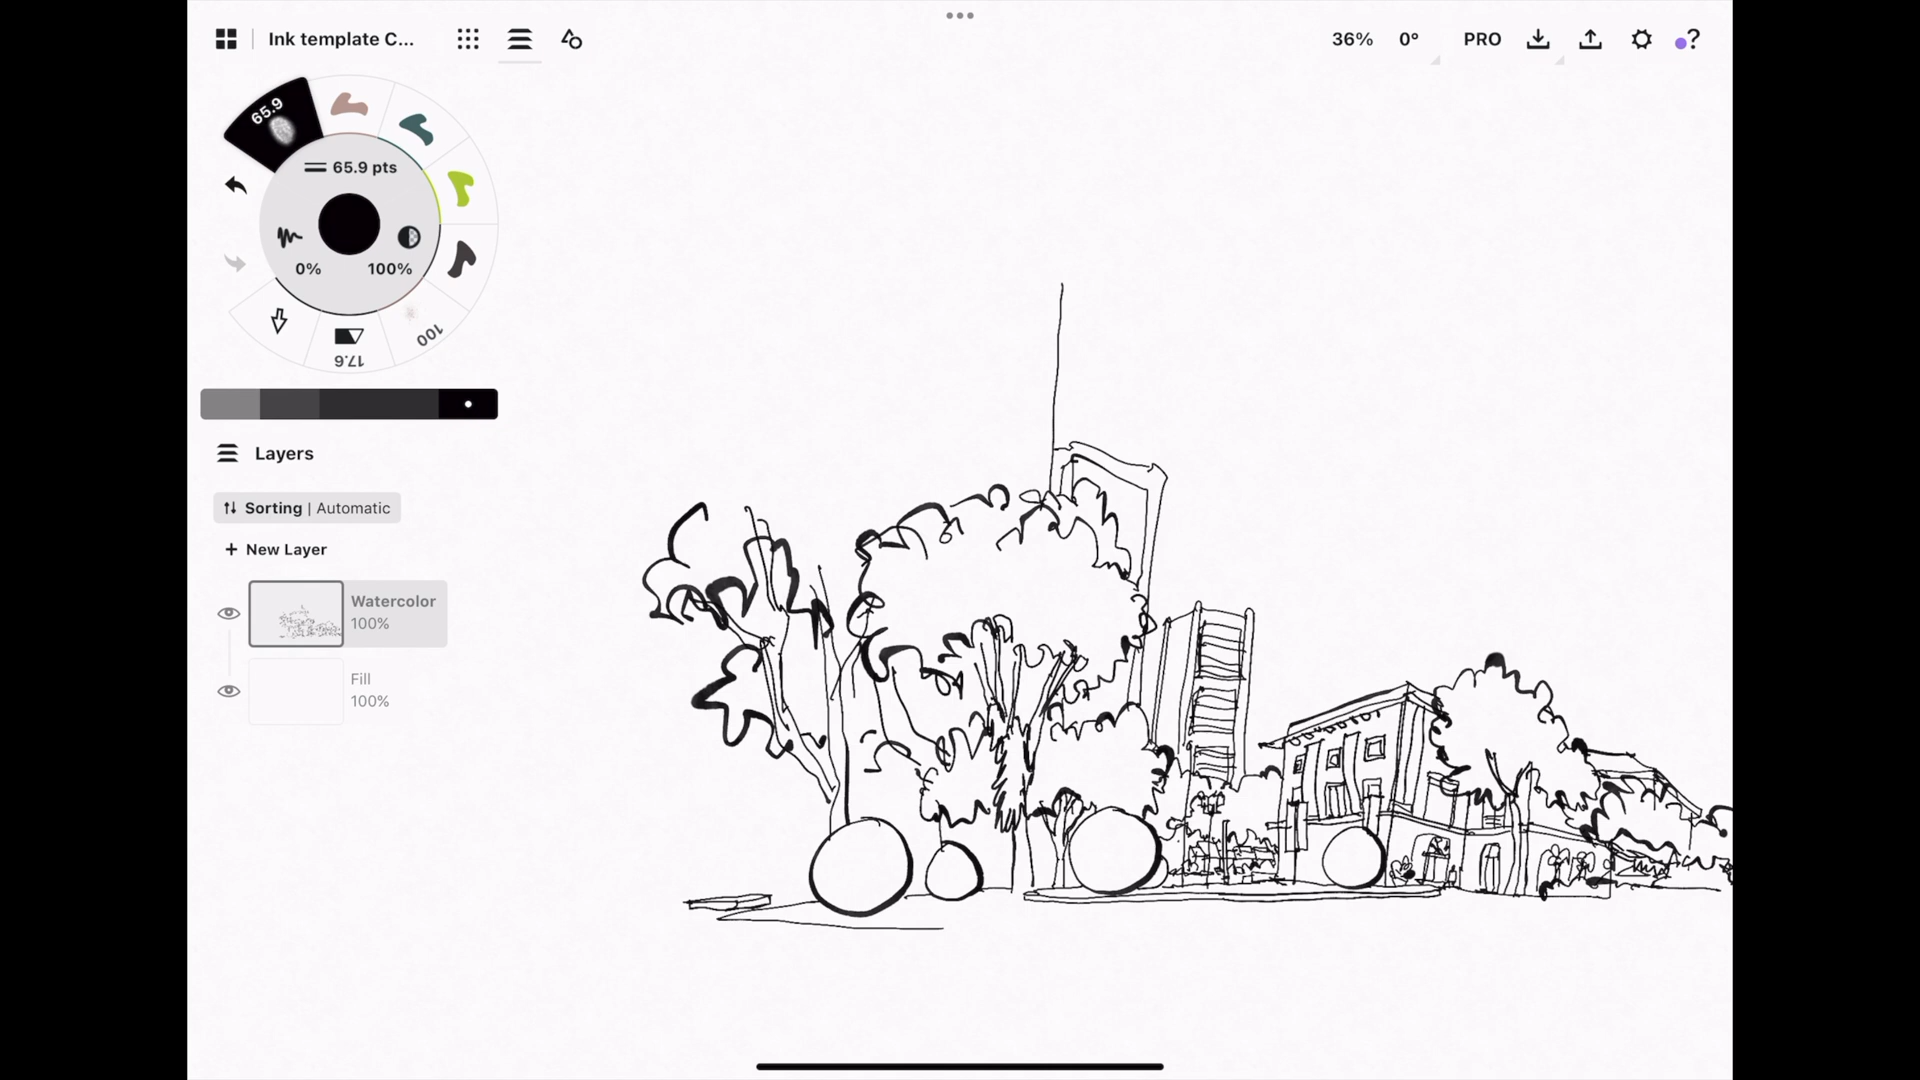 Ink template C...
36% 0° PRO ?
65.9
65.9 pts
0% 100%
100
17.6
Layers
Sorting | Automatic
+ New Layer
Watercolor
100%
Fill
100%